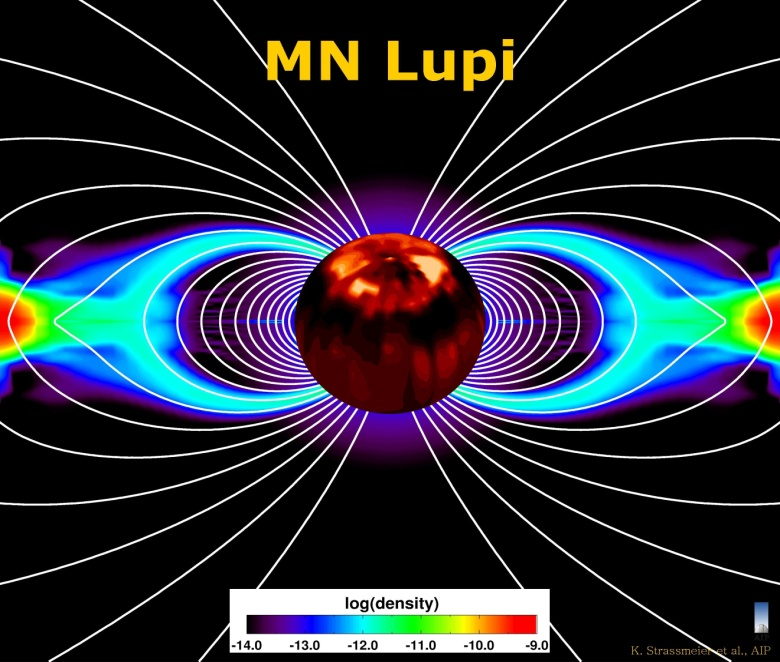 MN Lupi
log(density)
-14.0 -13.0 -12.0 -11.0 -10.0 -9.0
AIP
K. Strassmeier et al., AIP